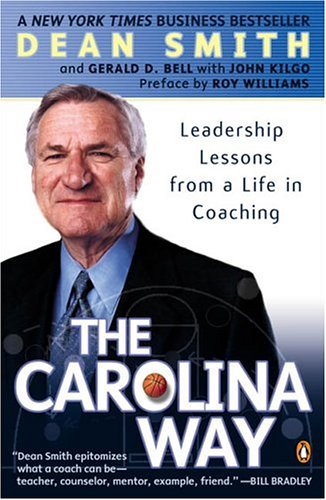 A NEW YORK TIMES BUSINESS BESTSELLER
DEAN SMITH
and GERALD D. BELL with JOHN KILGO
Preface by ROY WILLIAMS
Leadership
Lessons
from a Life in
Coaching
THE
CAROLINA
WAY
"Dean Smith epitomizes
what a coach can be—
teacher, counselor, mentor, example, friend."—BILL BRADLEY